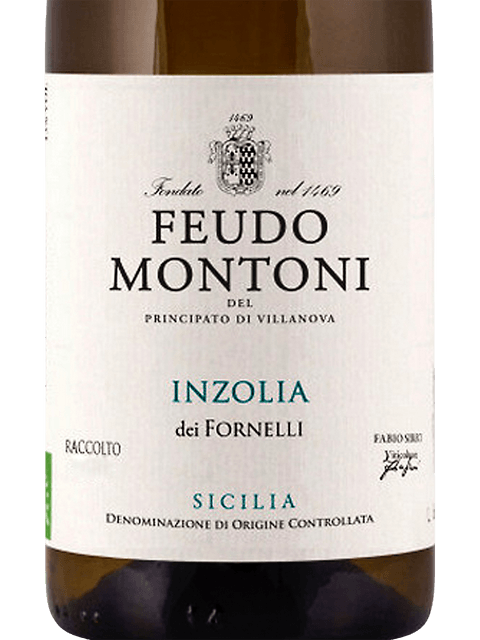 1469
Fondato nel 1469
FEUDO
MONTONI
DEL
PRINCIPATO DI VILLANOVA
INZOLIA
dei FORNELLI
RACCOLTO
FABIO SIRECI
Viticoltore
SICILIA
DENOMINAZIONE DI ORIGINE CONTROLLATA